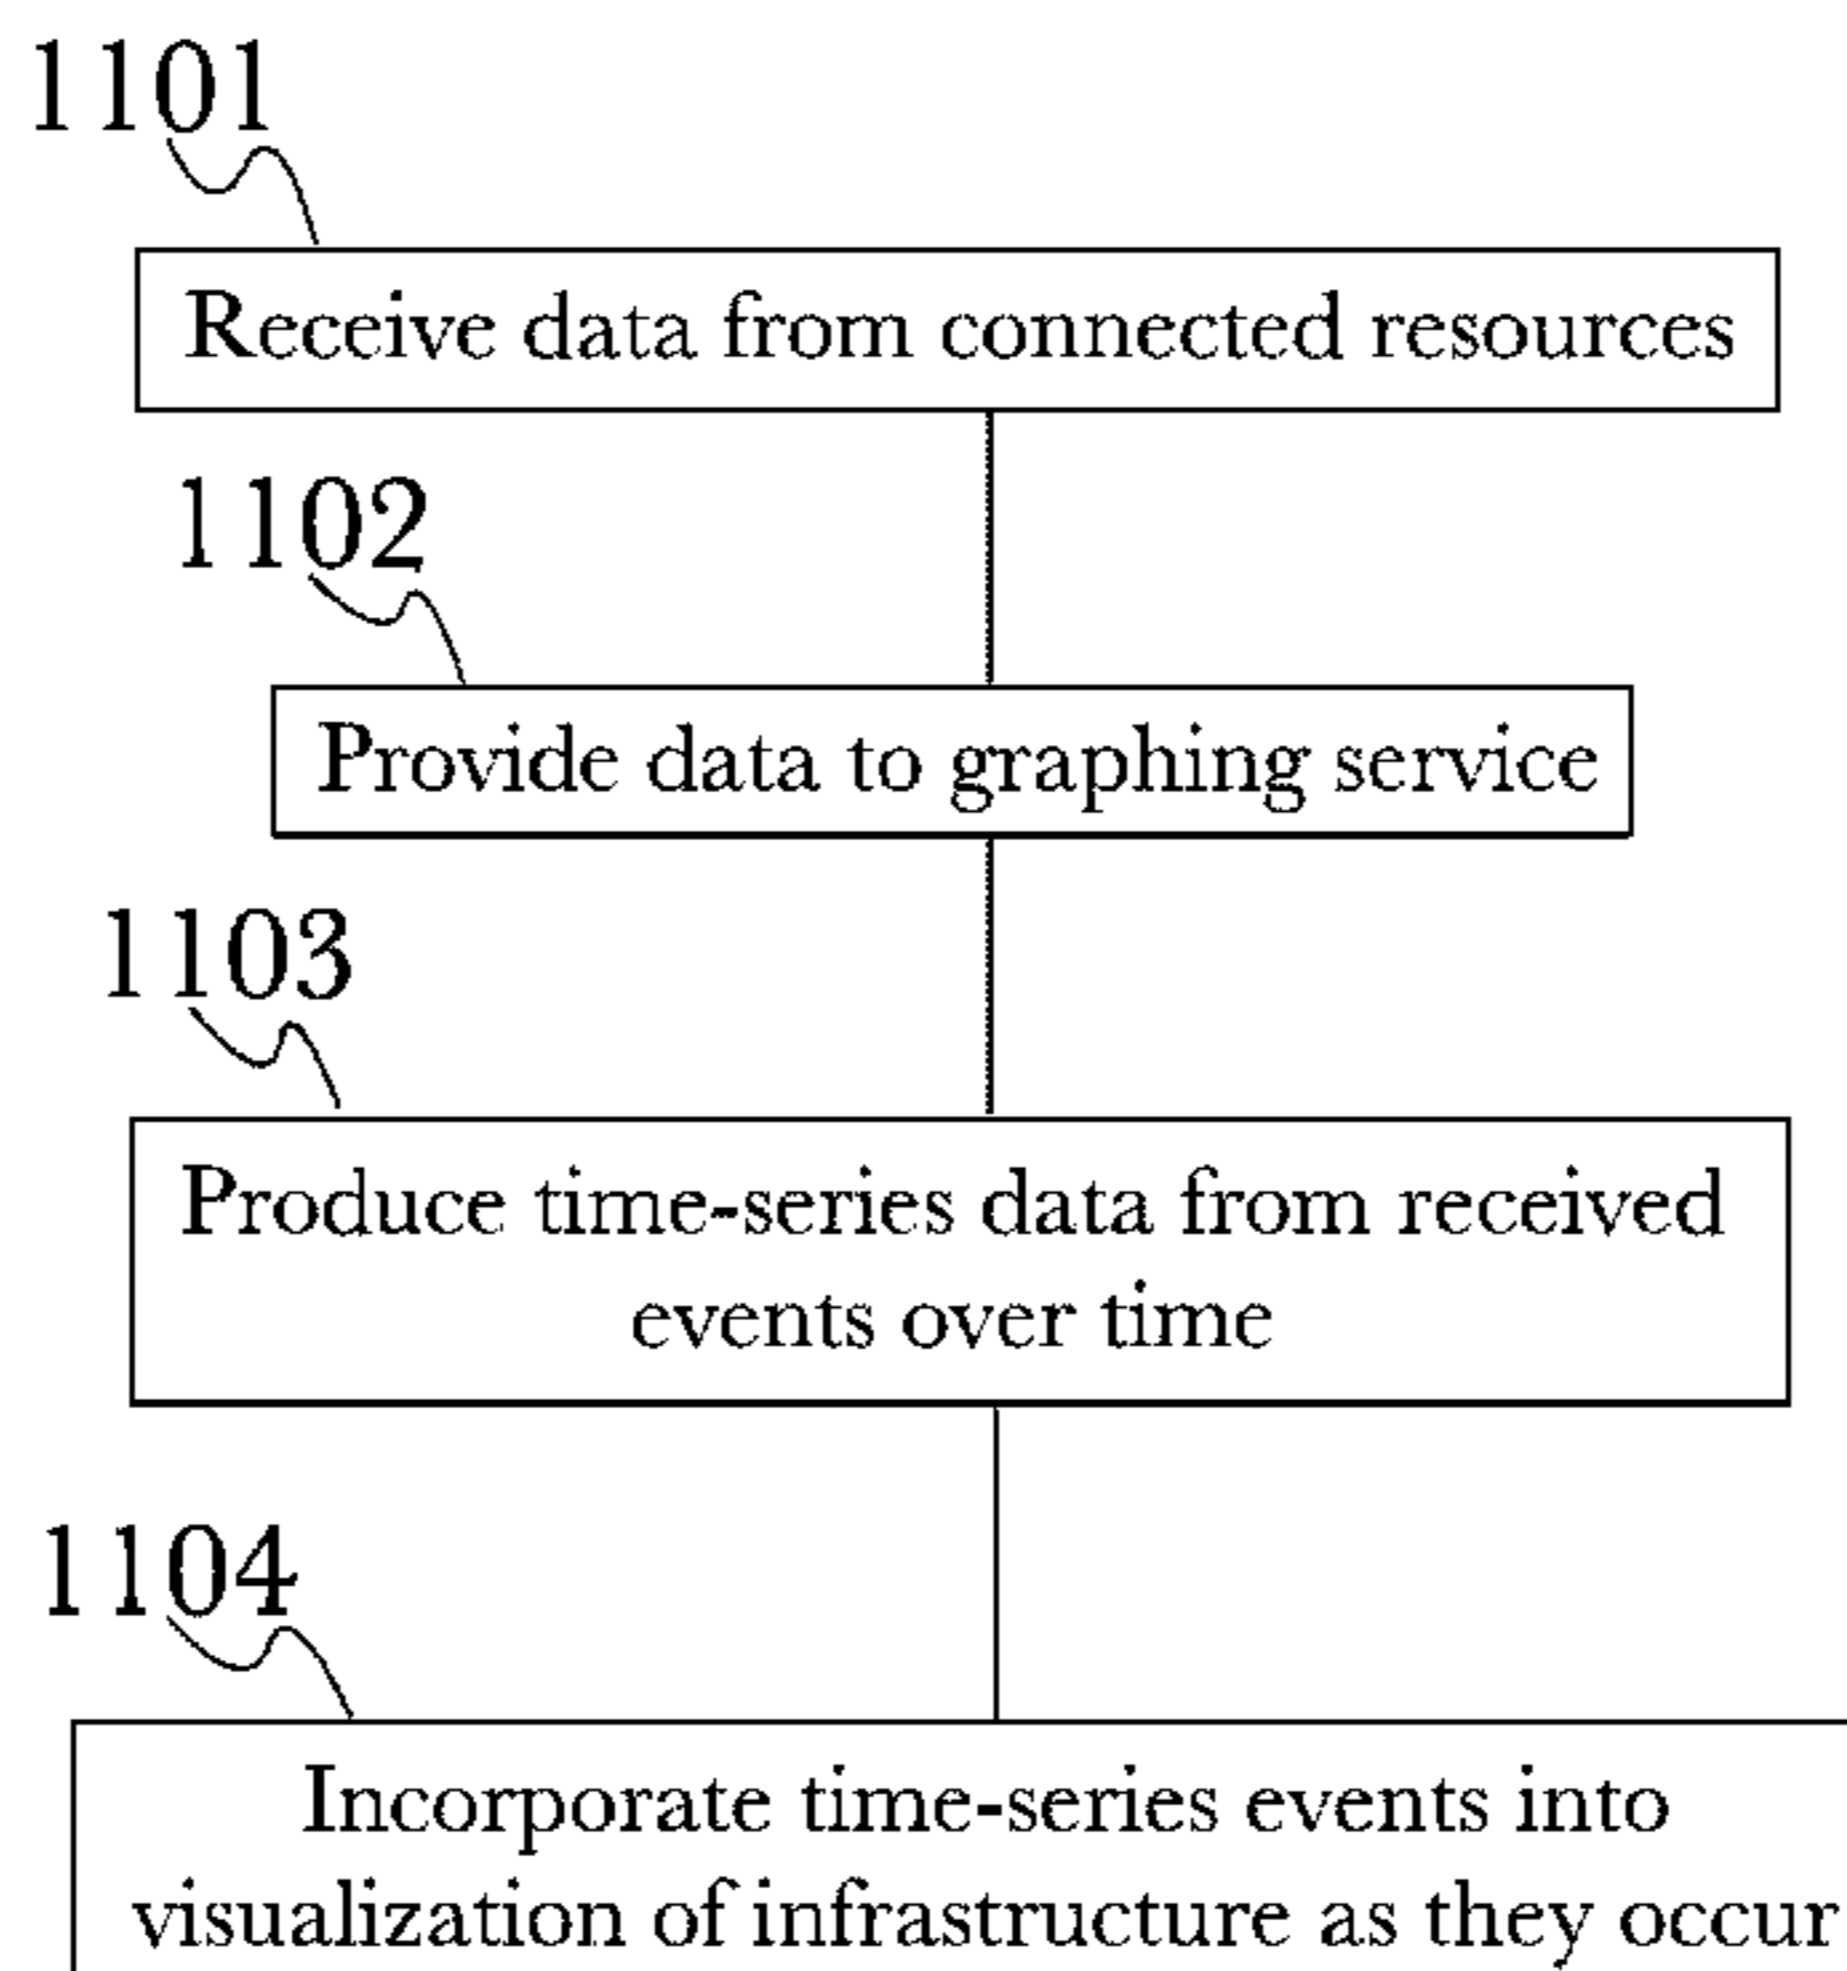 1101
Receive data from connected resources
1102
Provide data to graphing service
1103
Produce time-series data from received
events over time
1104
Incorporate time-series events into
visualization of infrastructure as they occur